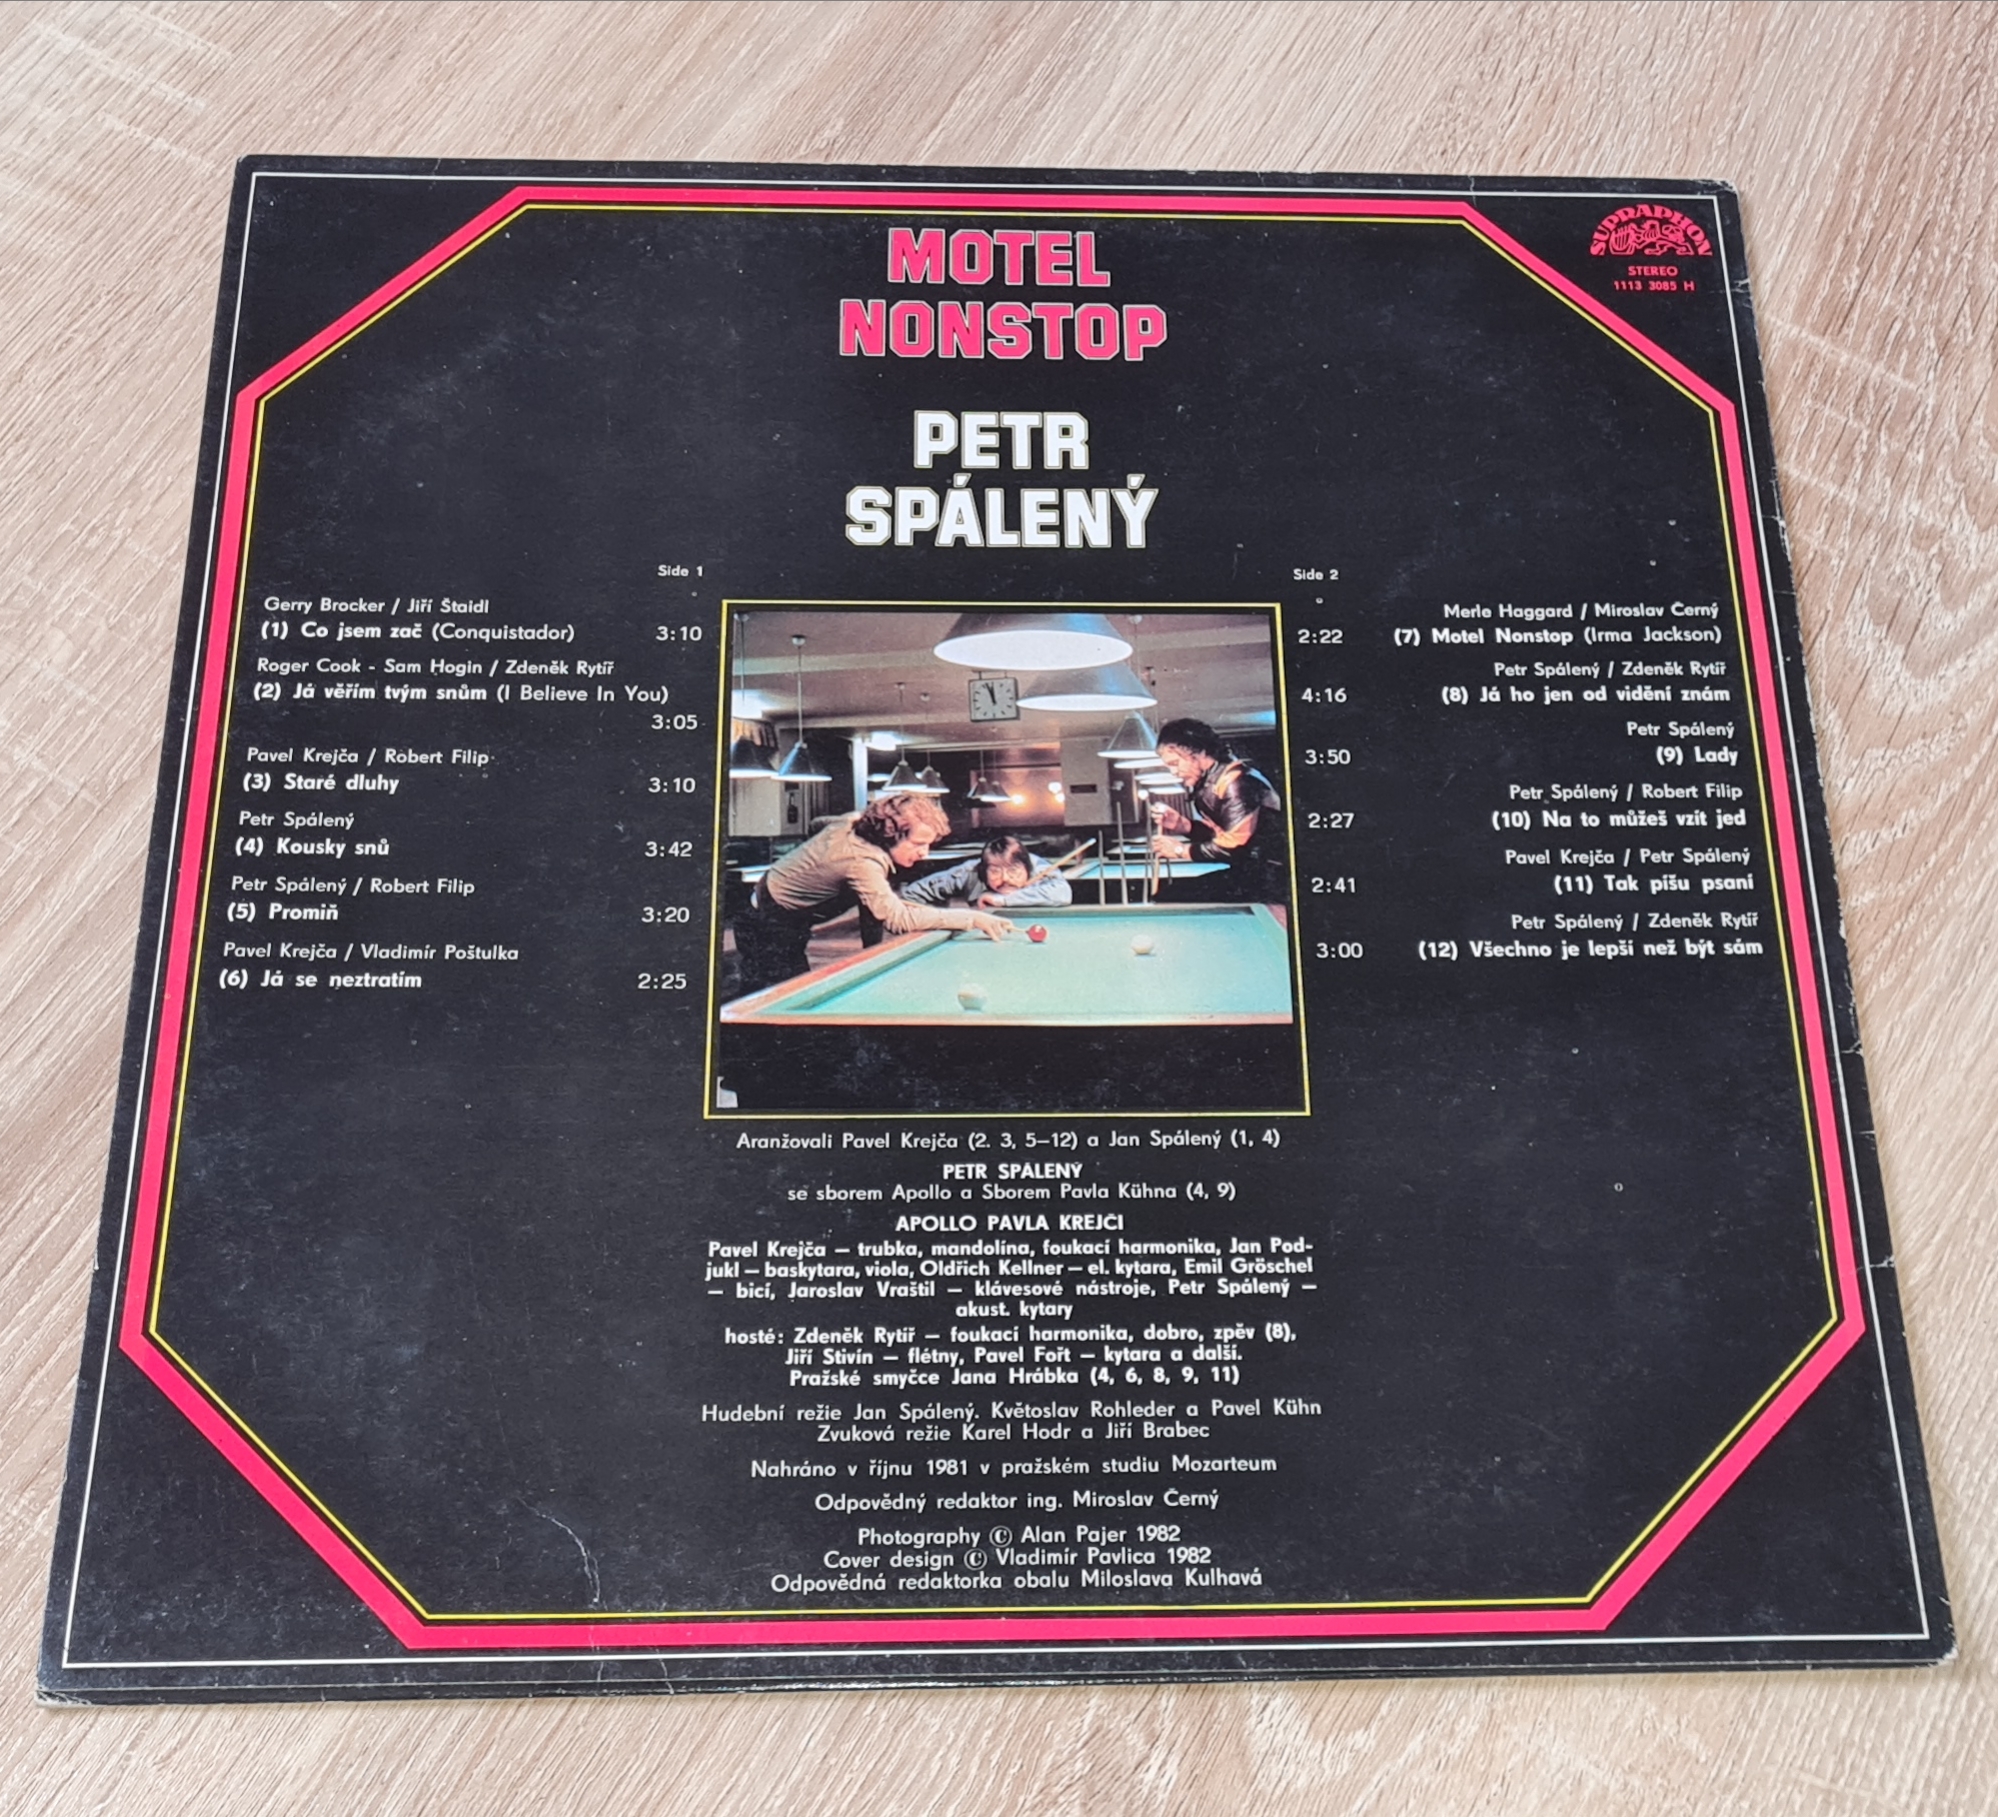 MOTEL
NONSTOP
SUPRAPHON
STEREO
1113 3085 H
PETR
SPÁLENÝ
Side 1
Gerry Brocker / Jiří Štaidl
(1) Co jsem zač (Conquistador) 3:10
Roger Cook - Sam Hogin / Zdeněk Rytíř
(2) Já věřím tvým snům (I Believe In You)
3:05
Pavel Krejča / Robert Filip
(3) Staré dluhy 3:10
Petr Spálený
(4) Kousky snů 3:42
Petr Spálený / Robert Filip
(5) Promiň 3:20
Pavel Krejča / Vladimír Poštulka
(6) Já se neztratím 2:25
Side 2
Merle Haggard / Miroslav Černý
2:22 (7) Motel Nonstop (Irma Jackson)
Petr Spálený / Zdeněk Rytíř
4:16 (8) Já ho jen od vidění znám
Petr Spálený
3:50 (9) Lady
Petr Spálený / Robert Filip
2:27 (10) Na to můžeš vzít jed
Pavel Krejča / Petr Spálený
2:41 (11) Tak píšu psaní
Petr Spálený / Zdeněk Rytíř
3:00 (12) Všechno je lepší než být sám
Aranžovali Pavel Krejča (2. 3, 5–12) a Jan Spálený (1, 4)
PETR SPÁLENÝ
se sborem Apollo a Sborem Pavla Kühna (4, 9)
APOLLO PAVLA KREJČI
Pavel Krejča — trubka, mandolína, foukací harmonika, Jan Pod-
jukl — baskytara, viola, Oldřich Kellner — el. kytara, Emil Gröschel
— bicí, Jaroslav Vraštil — klávesové nástroje, Petr Spálený —
akust. kytary
hosté: Zdeněk Rytíř — foukací harmonika, dobro, zpěv (8),
Jiří Stivín — flétny, Pavel Fořt — kytara a další.
Pražské smyčce Jana Hrábka (4, 6, 8, 9, 11)
Hudební režie Jan Spálený. Květoslav Rohleder a Pavel Kühn
Zvuková režie Karel Hodr a Jiří Brabec
Nahráno v říjnu 1981 v pražském studiu Mozarteum
Odpovědný redaktor ing. Miroslav Černý
Photography © Alan Pajer 1982
Cover design © Vladimír Pavlica 1982
Odpovědná redaktorka obalu Miloslava Kulhavá